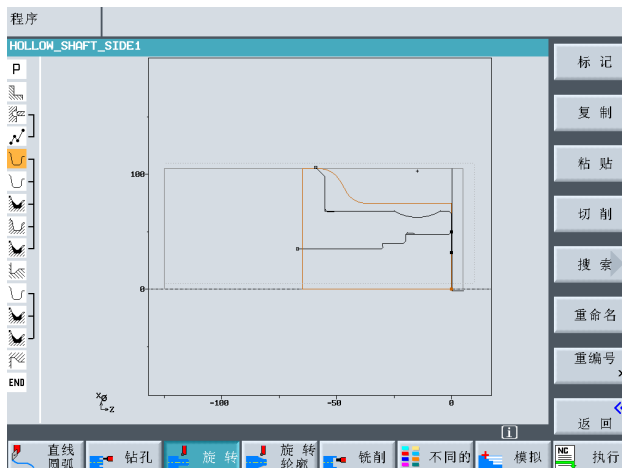 程序
HOLLOW_SHAFT_SIDE1
标 记
P
复 制
100
粘 贴
切 削
搜 索
0
重命名
重编号
END
XØ
Z
-100
-50
0
返 回
i
直线
圆弧
钻孔
旋 转
旋 转
轮廓
铣削
不同的
模拟
NC
执行